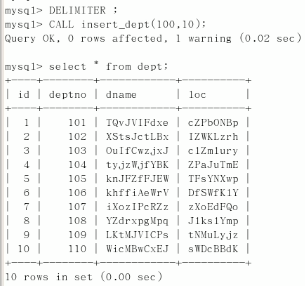 mysql> DELIMITER ;
mysql> CALL insert_dept(100,10);
Query OK, 0 rows affected, 1 warning (0.02 sec)
mysql> select * from dept;
+----+--------+------------+----------+
| id | deptno | dname | loc |
+----+--------+------------+----------+
| 1 | 101 | TQvJVIFdxe | cZPbONBp |
| 2 | 102 | XStsJctLBx | IZWKLzrh |
| 3 | 103 | OuIfCwzjxJ | clZmlury |
| 4 | 104 | tyjzWjfYBK | ZPaJuTmE |
| 5 | 105 | knJFZfFJEW | TFsYNXwp |
| 6 | 106 | khffiAeWrV | DfSWfKlY |
| 7 | 107 | iXozIPcRZz | zXoEdFQo |
| 8 | 108 | YZdrxpgMpq | JlkslYmp |
| 9 | 109 | LKtMJVICPs | tNMuLyjz |
| 10 | 110 | WicMBwCxEJ | sWDcBBdK |
+----+--------+------------+----------+
10 rows in set (0.00 sec)